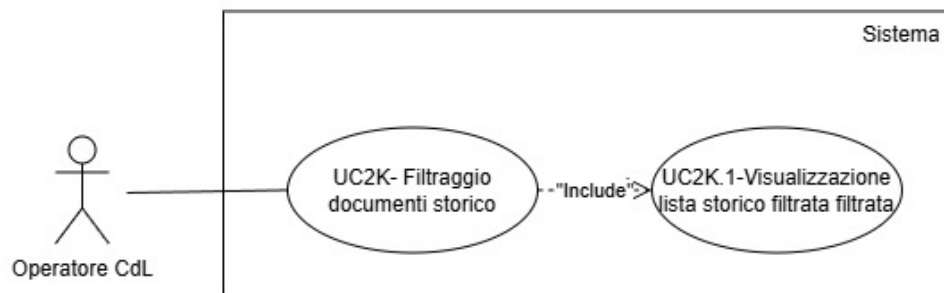 Sistema
UC2K- Filtraggio
documenti storico
"Include"
UC2K.1-Visualizzazione
lista storico filtrata filtrata
Operatore CdL